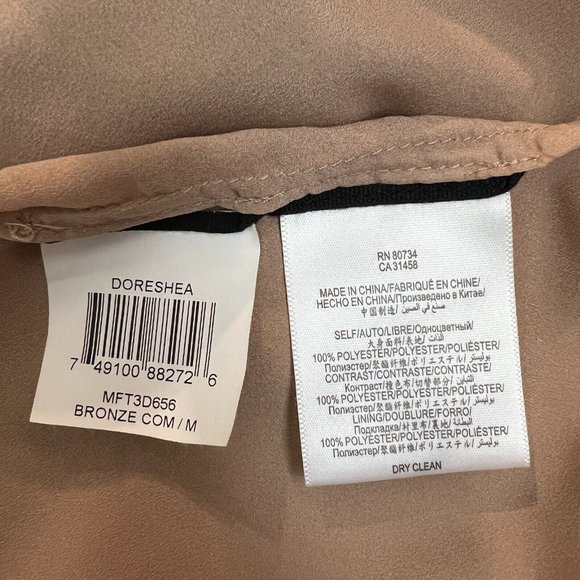 DORESHEA
7 49100 88272 6
MFT3D656
BRONZE COM / M
RN 80734
CA 31458
MADE IN CHINA/FABRIQUÉ EN CHINE/
HECHO EN CHINA/Произведено в Китае/
中国制造/ صنع في الصين
SELF/AUTO/LIBRE/Одноцветный/
大身面料/表地/ الذات
100% POLYESTER/POLYESTER/POLIÉSTER/
Полиэстер/聚酯纤维/ポリエステル/ بوليستر
CONTRAST/CONTRASTE/CONTRASTE/
Контраст/撞色布/切替部分/ التباين
100% POLYESTER/POLYESTER/POLIÉSTER/
Полиэстер/聚酯纤维/ポリエステル/ بوليستر
LINING/DOUBLURE/FORRO/
Подкладка/衬里布/裏地/ البطانة
100% POLYESTER/POLYESTER/POLIÉSTER/
Полиэстер/聚酯纤维/ポリエステル/ بوليستر
DRY CLEAN